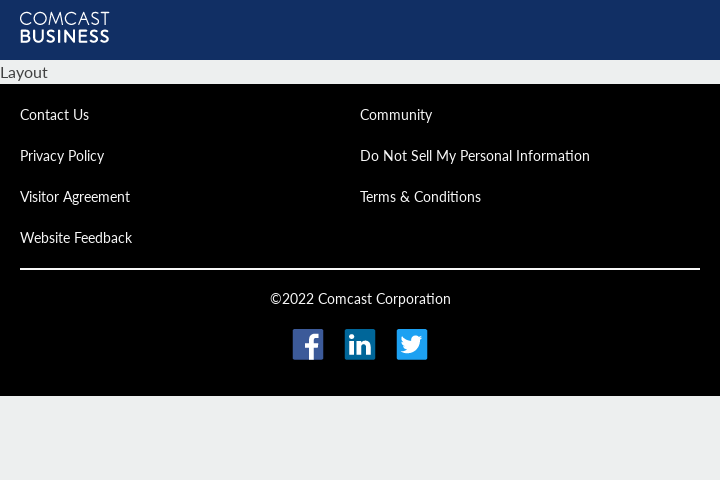 COMCAST
BUSINESS
Layout
Contact Us
Community
Privacy Policy
Do Not Sell My Personal Information
Visitor Agreement
Terms & Conditions
Website Feedback
©2022 Comcast Corporation
f
in